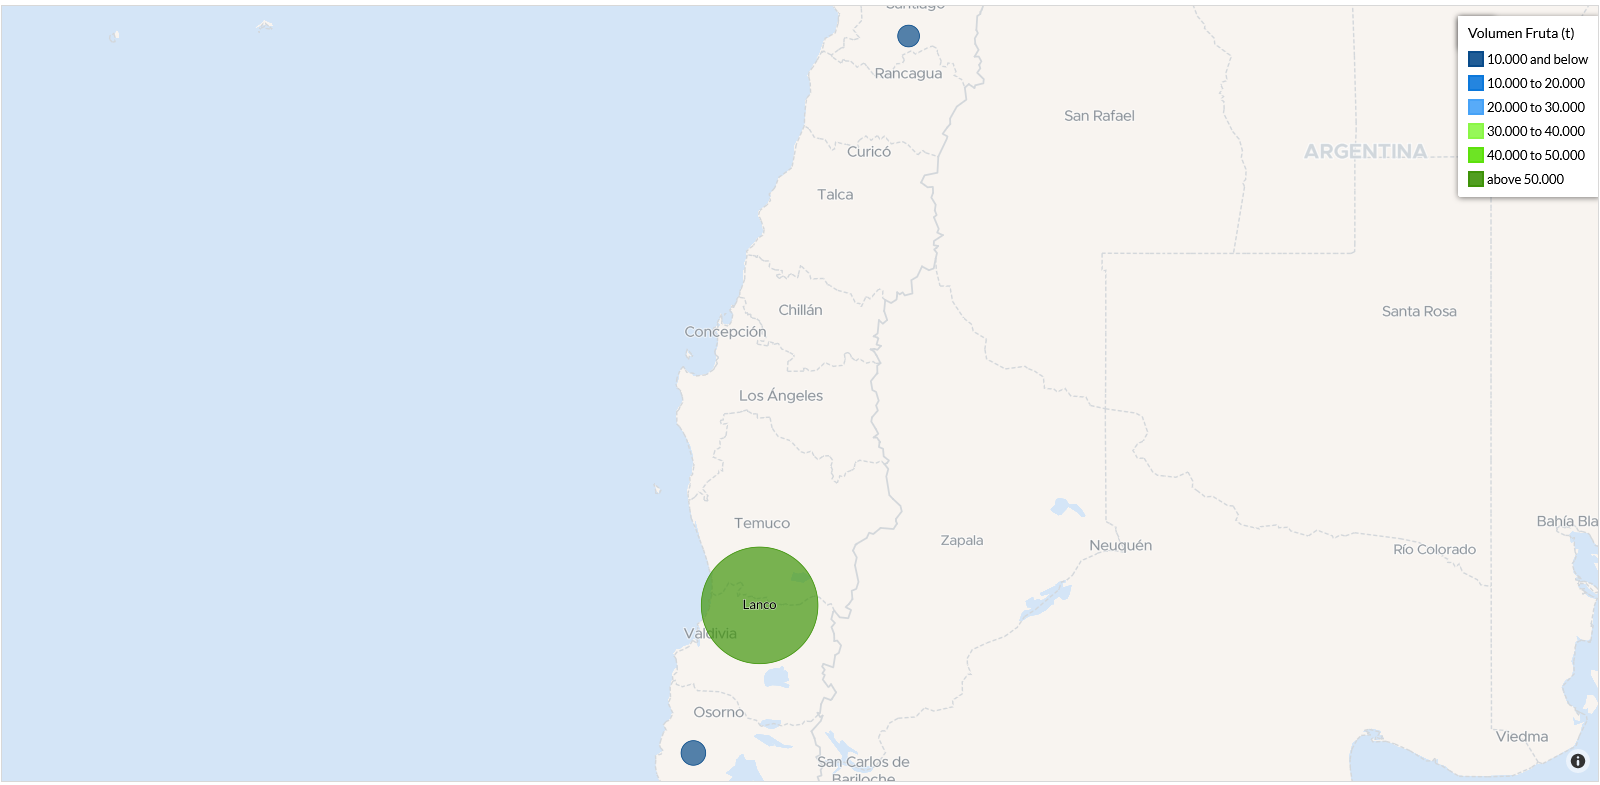 Santiago
Volumen Fruta (t)
10.000 and below
10.000 to 20.000
20.000 to 30.000
30.000 to 40.000
40.000 to 50.000
above 50.000
Rancagua
San Rafael
ARGENTINA
Curicó
Talca
Chillán
Santa Rosa
Concepción
Los Ángeles
Temuco
Bahía Bla
Zapala
Neuquén
Río Colorado
Lanco
Valdivia
Osorno
Viedma
San Carlos de
Bariloche